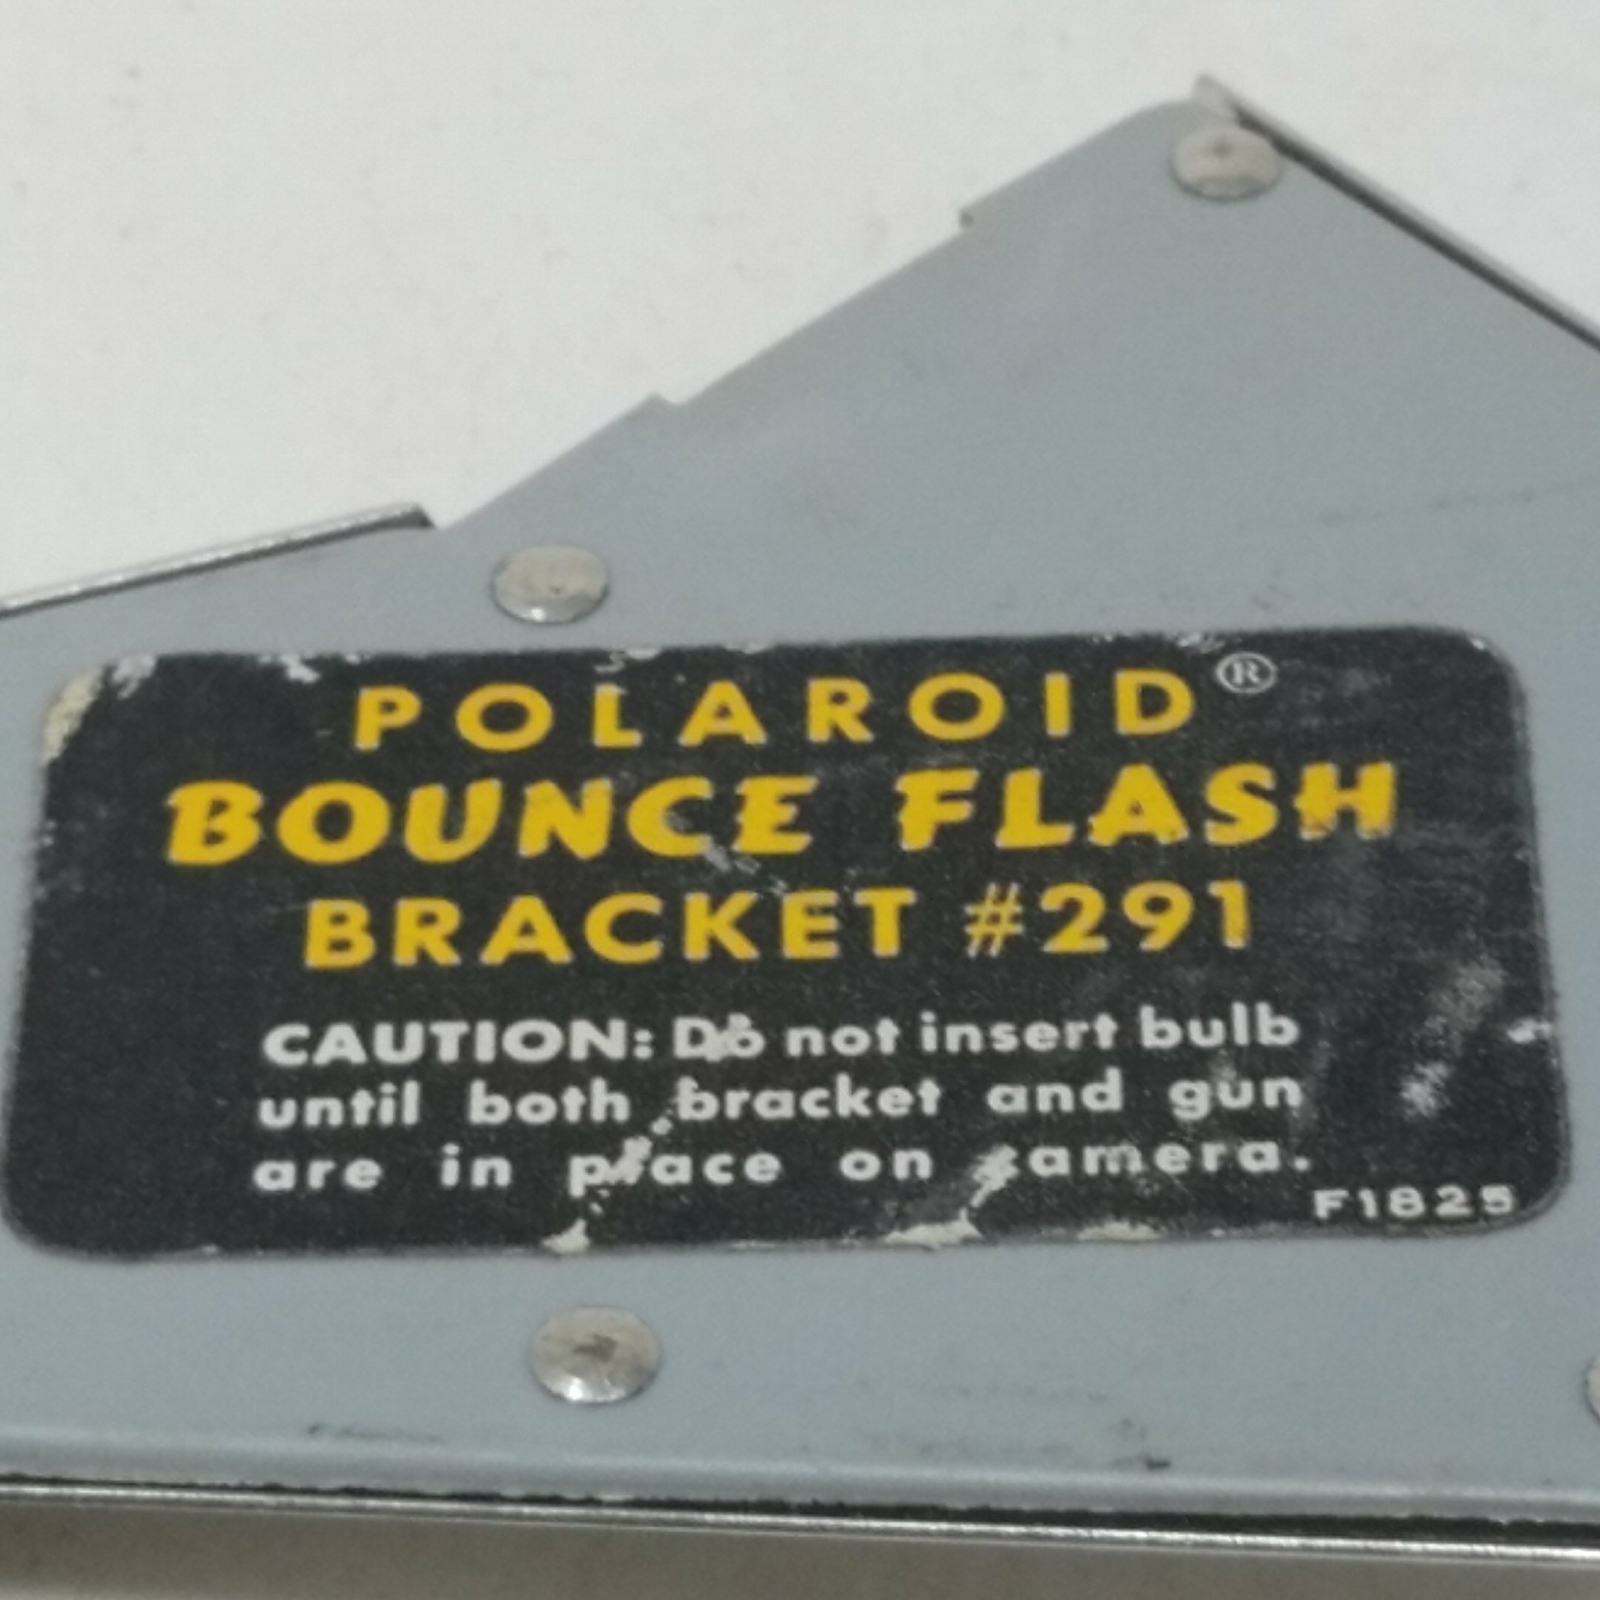 POLAROID®
BOUNCE FLASH
BRACKET #291
CAUTION: Do not insert bulb
until both bracket and gun
are in place on camera.
F1825